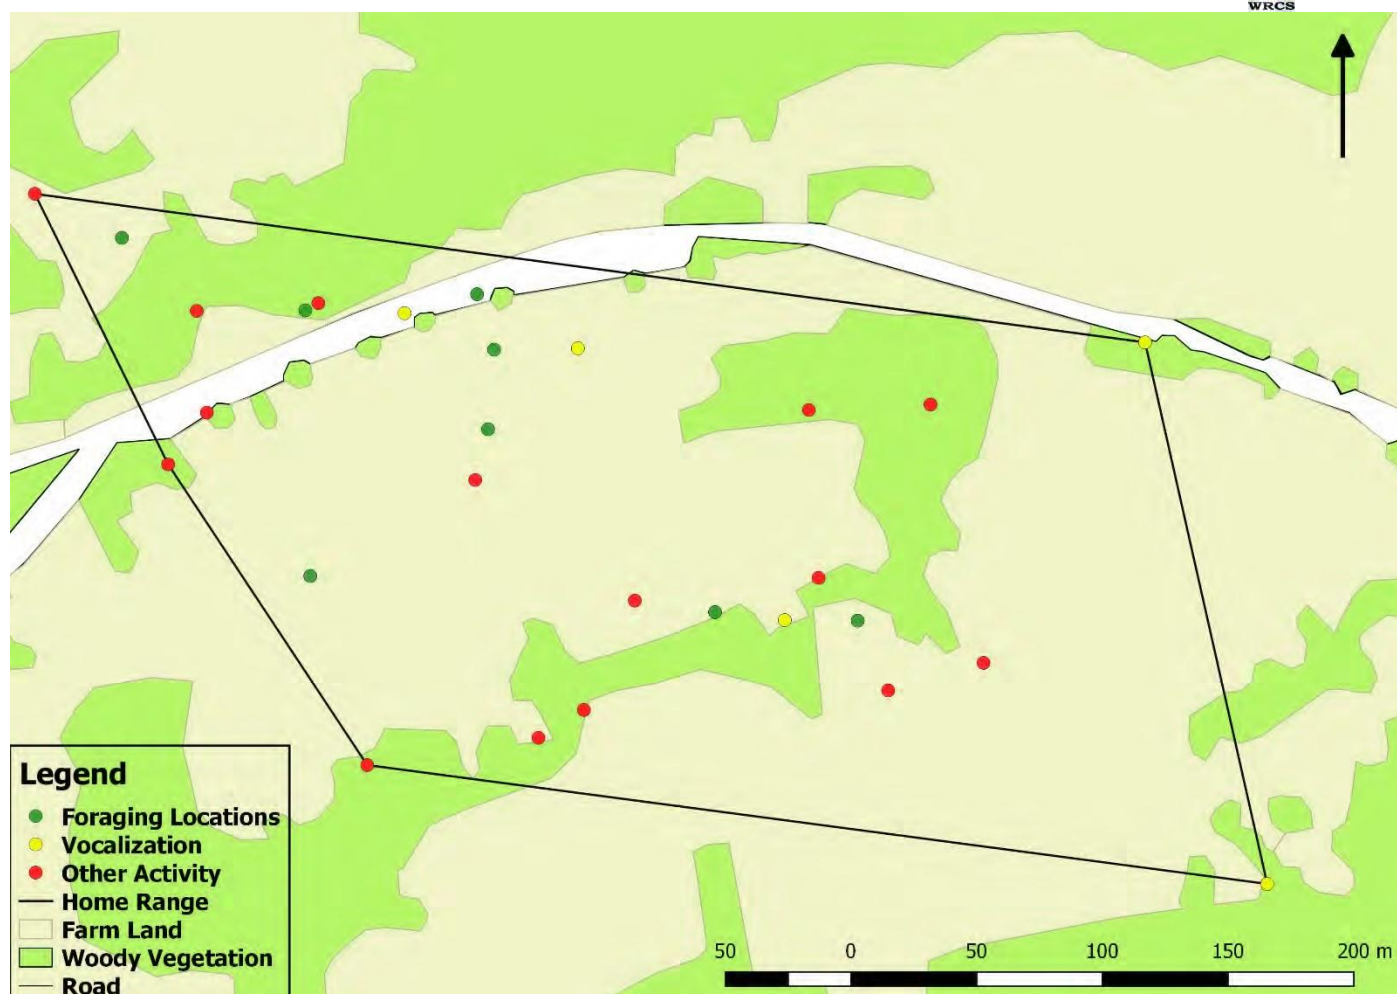 WRCS
Legend
Foraging Locations
Vocalization
Other Activity
Home Range
Farm Land
Woody Vegetation
Road
50 0 50 100 150 200 m